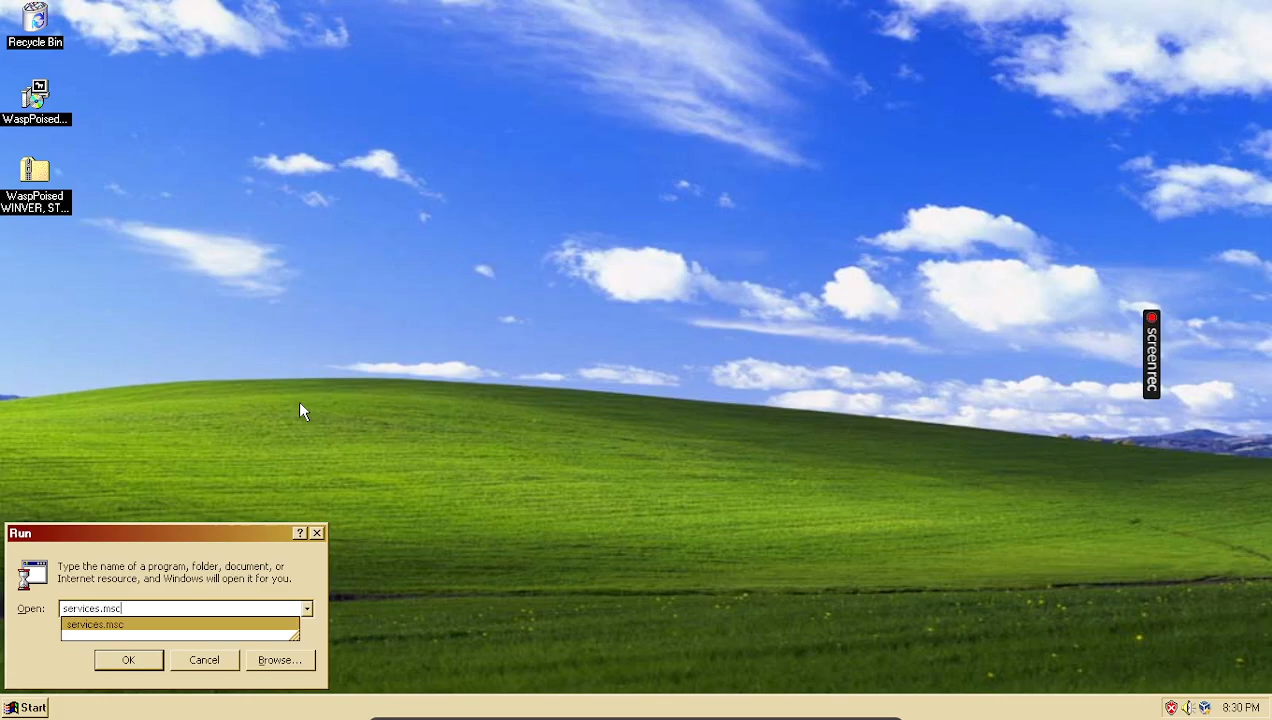 Recycle Bin
WaspPoised...
WaspPoised
WINVER, ST...
screenrec
Run
Type the name of a program, folder, document, or
Internet resource, and Windows will open it for you.
Open:
services.msc
services.msc
OK
Cancel
Browse...
Start
8:30 PM